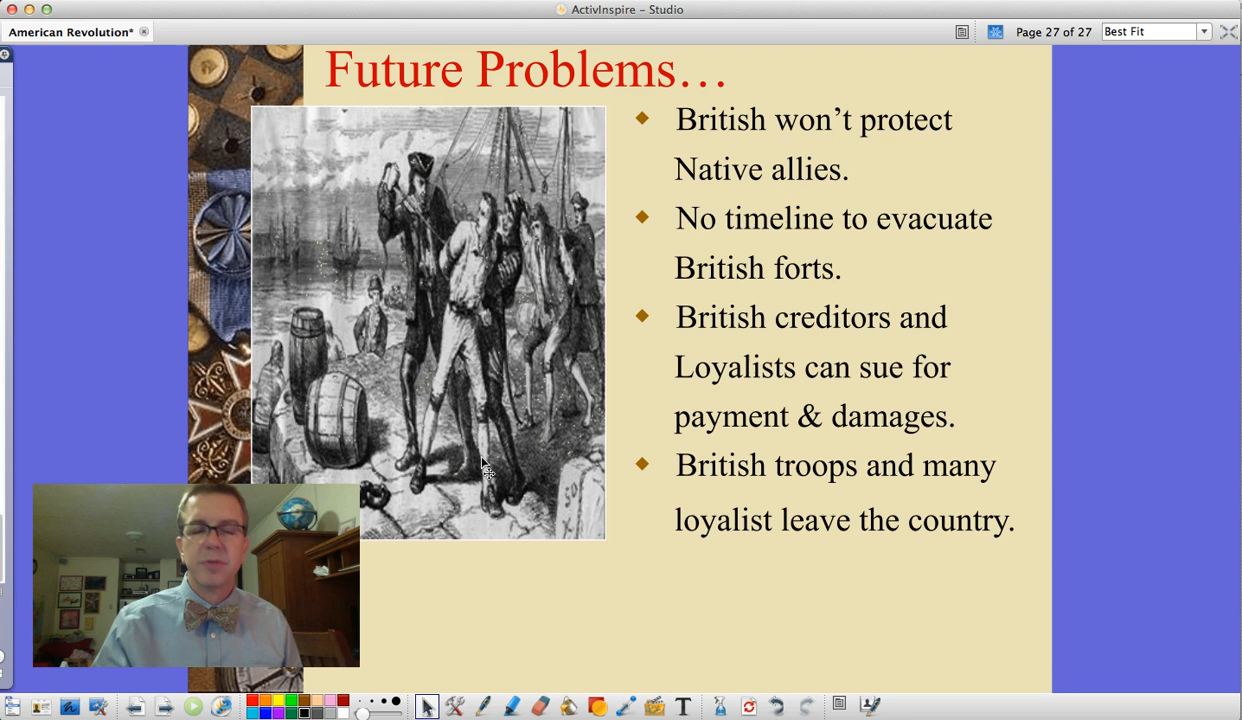 ActivInspire – Studio
American Revolution*
Page 27 of 27
Best Fit
Future Problems…
British won't protect
Native allies.
No timeline to evacuate
British forts.
British creditors and
Loyalists can sue for
payment & damages.
British troops and many
loyalist leave the country.
T